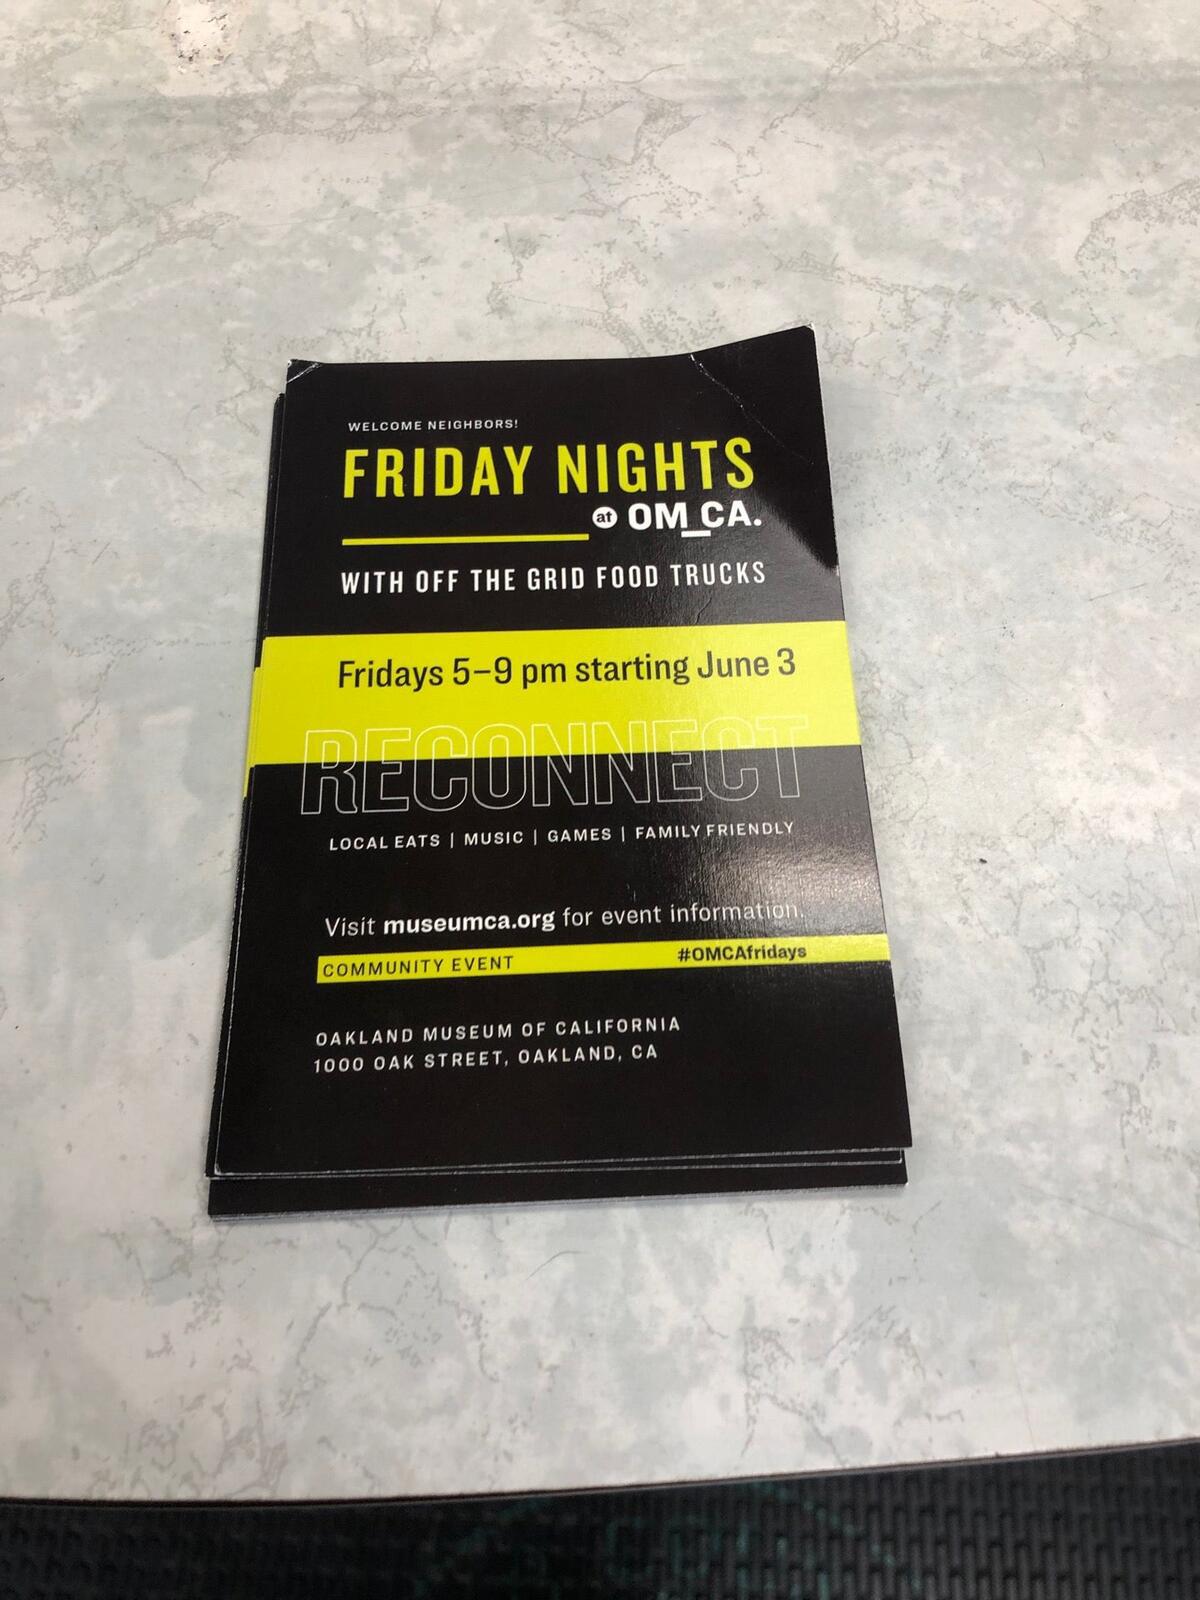 WELCOME NEIGHBORS!
FRIDAY NIGHTS
at OM_CA.
WITH OFF THE GRID FOOD TRUCKS
Fridays 5–9 pm starting June 3
RECONNECT
LOCAL EATS | MUSIC | GAMES | FAMILY FRIENDLY
Visit museumca.org for event information.
COMMUNITY EVENT #OMCAfridays
OAKLAND MUSEUM OF CALIFORNIA
1000 OAK STREET, OAKLAND, CA